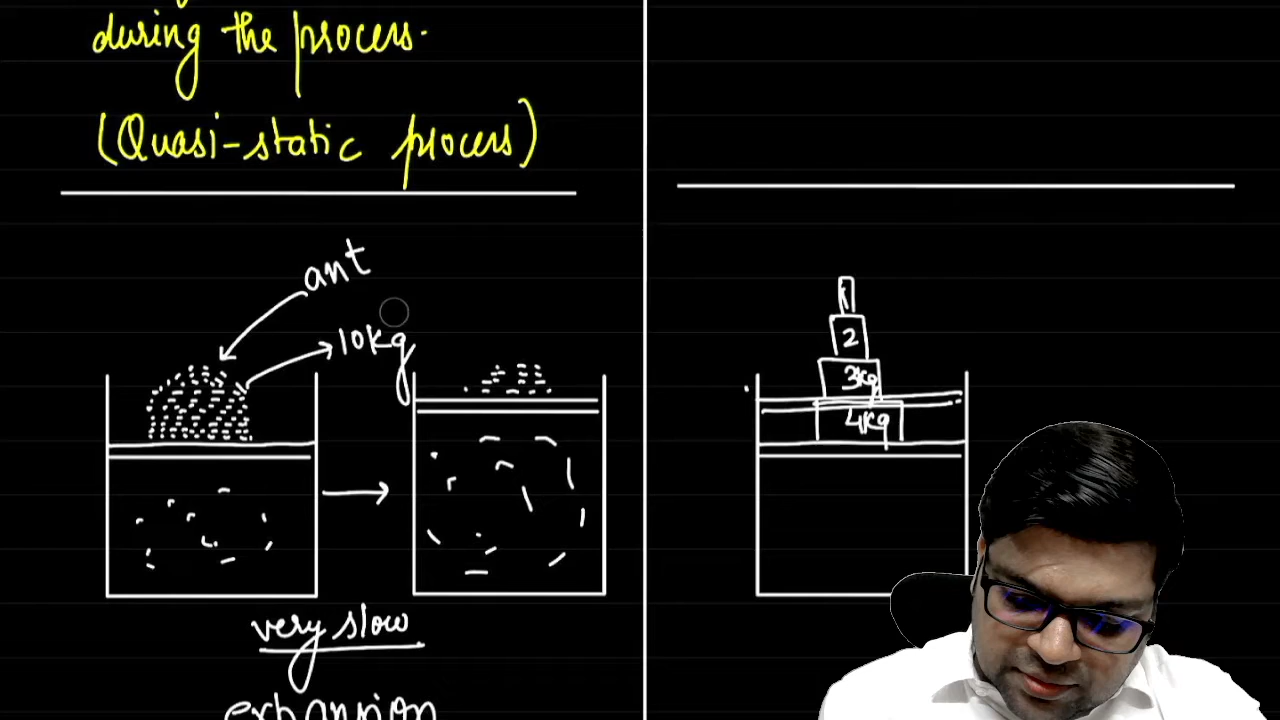 during the process.
(Quasi-static process)
ant
10kg
very slow
expansion
1
2
3kg
4kg